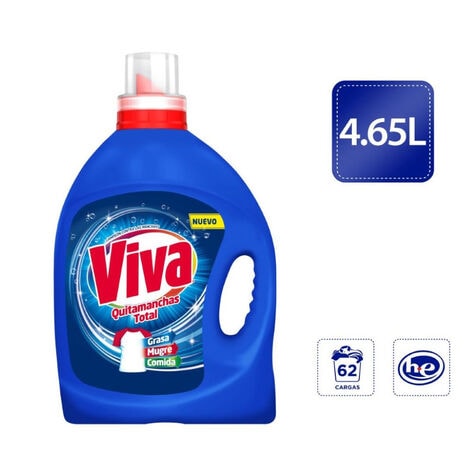 NUEVO
Viva
Quitamanchas
Total
Grasa
Mugre
Comida
4.65L
62
CARGAS
he